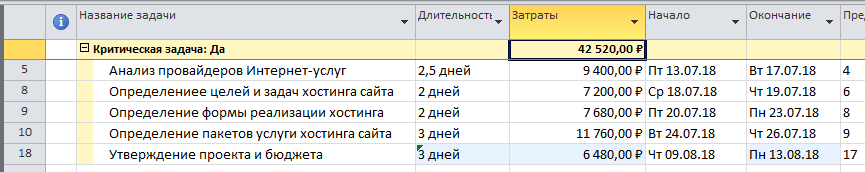 Название задачи Длительность Затраты Начало Окончание Пред
Критическая задача: Да 42 520,00 ₽
5 Анализ провайдеров Интернет-услуг 2,5 дней 9 400,00 ₽ Пт 13.07.18 Вт 17.07.18 4
8 Определениее целей и задач хостинга сайта 2 дней 7 200,00 ₽ Ср 18.07.18 Чт 19.07.18 6
9 Определение формы реализации хостинга 2 дней 7 680,00 ₽ Пт 20.07.18 Пн 23.07.18 8
10 Определение пакетов услуги хостинга сайта 3 дней 11 760,00 ₽ Вт 24.07.18 Чт 26.07.18 9
18 Утверждение проекта и бюджета 3 дней 6 480,00 ₽ Чт 09.08.18 Пн 13.08.18 17